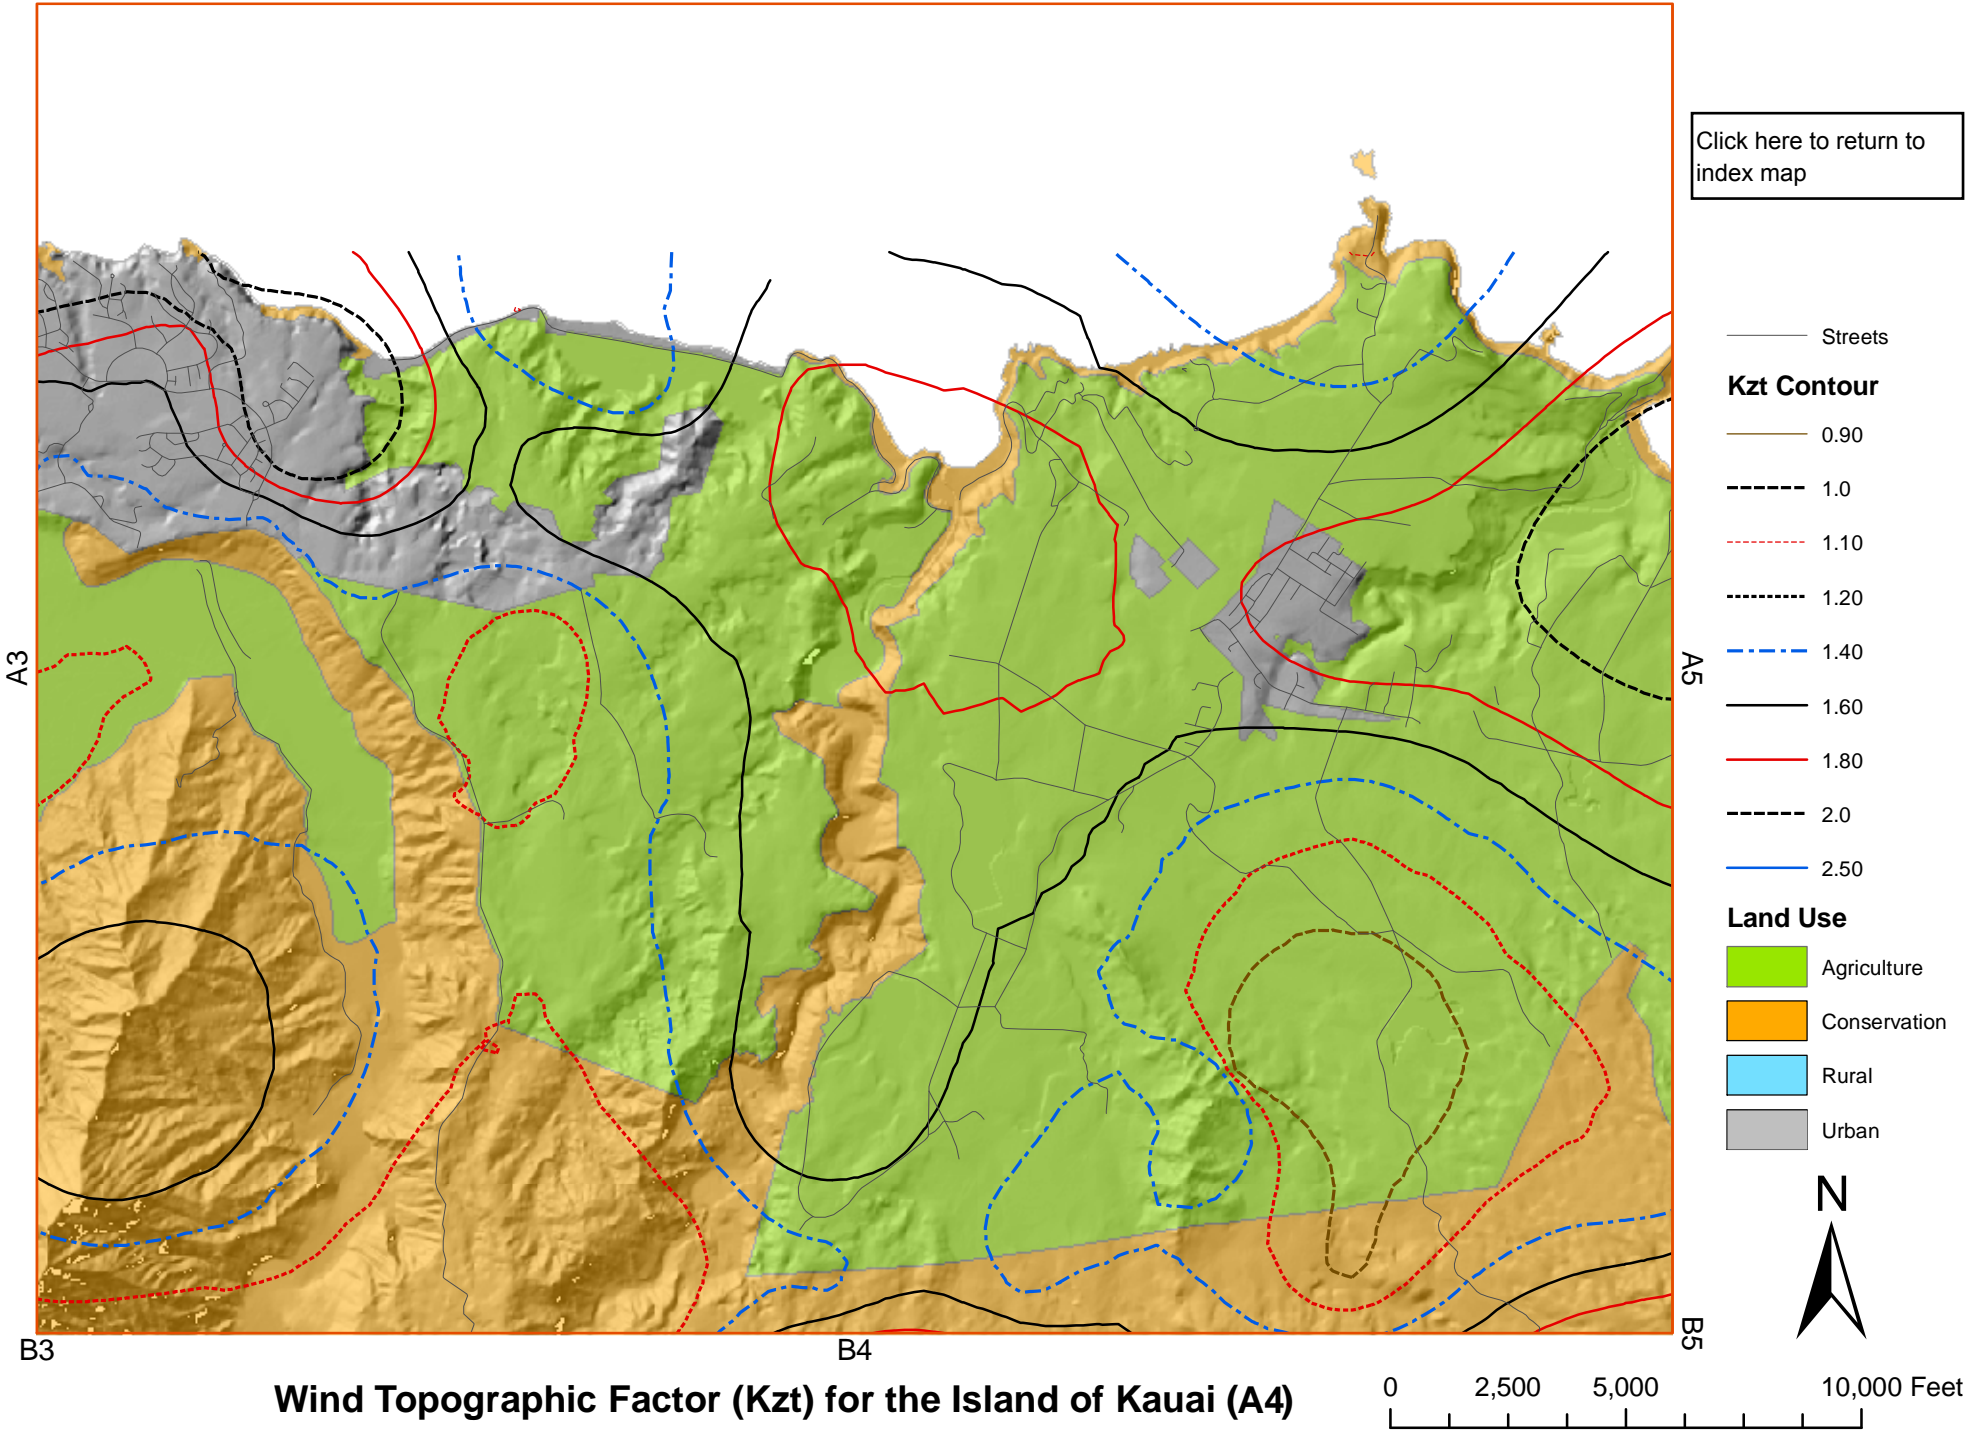 Click here to return to
index map
Streets
Kzt Contour
0.90
1.0
1.10
1.20
1.40
1.60
1.80
2.0
2.50
Land Use
Agriculture
Conservation
Rural
Urban
N
A3
A5
B3
B4
B5
Wind Topographic Factor (Kzt) for the Island of Kauai (A4)
0 2,500 5,000 10,000 Feet